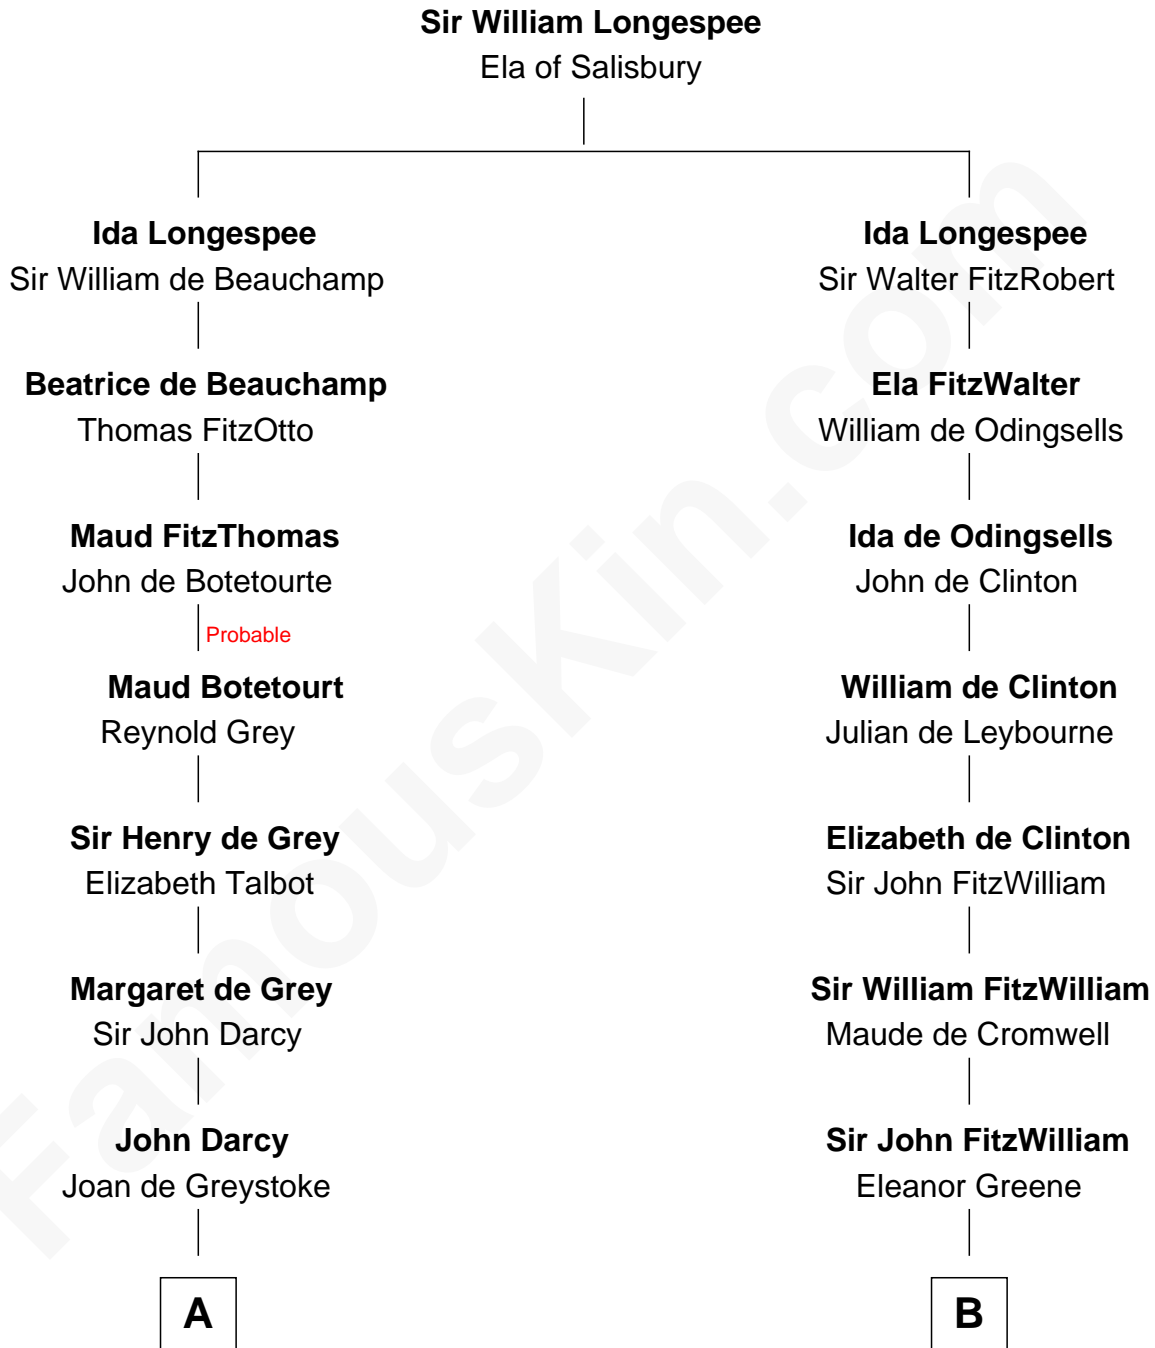 Sir William Longespee
Ela of Salisbury
Ida Longespee
Sir William de Beauchamp
Beatrice de Beauchamp
Thomas FitzOtto
Maud FitzThomas
John de Botetourte
Probable
Maud Botetourt
Reynold Grey
Sir Henry de Grey
Elizabeth Talbot
Margaret de Grey
Sir John Darcy
John Darcy
Joan de Greystoke
A
Ida Longespee
Sir Walter FitzRobert
Ela FitzWalter
William de Odingsells
Ida de Odingsells
John de Clinton
William de Clinton
Julian de Leybourne
Elizabeth de Clinton
Sir John FitzWilliam
Sir William FitzWilliam
Maude de Cromwell
Sir John FitzWilliam
Eleanor Greene
B
FamousKin.com